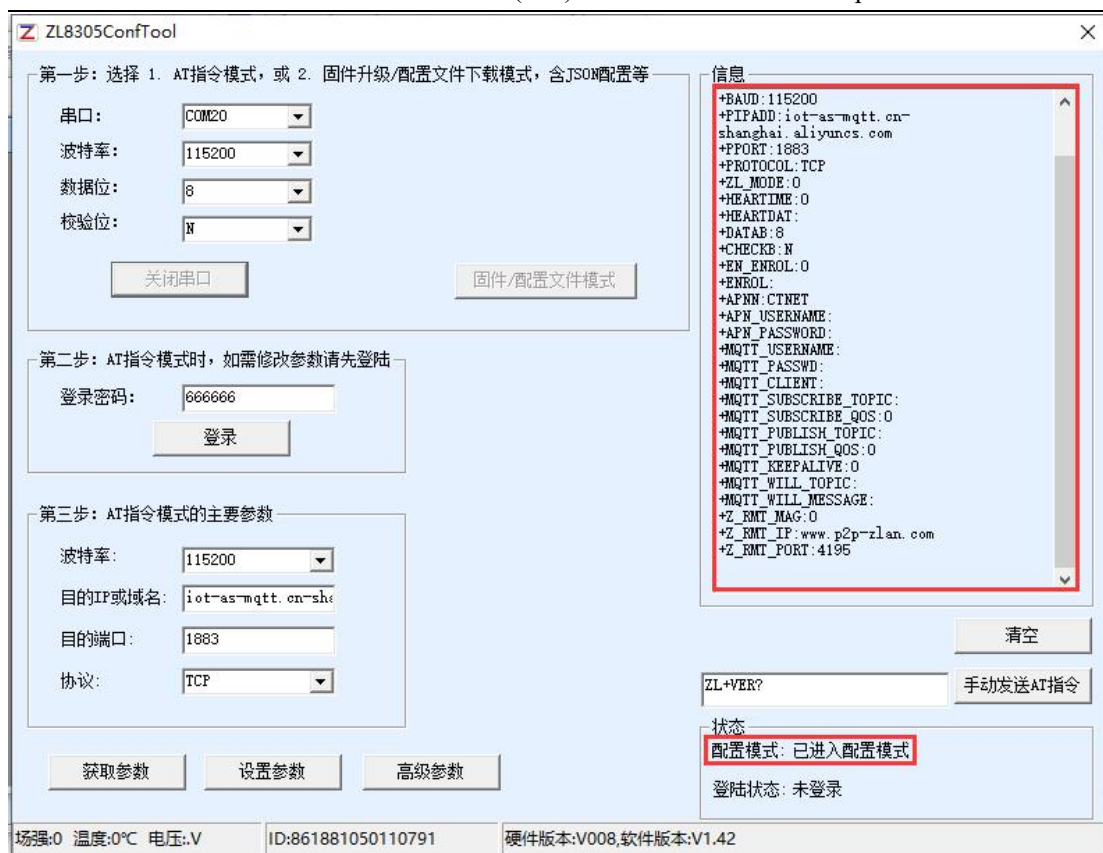 ZL8305ConfTool
第一步：选择 1. AT指令模式，或 2. 固件升级/配置文件下载模式，含JSON配置等
串口：
COM20
波特率：
115200
数据位：
8
校验位：
N
关闭串口
固件/配置文件模式
第二步：AT指令模式时，如需修改参数请先登陆
登录密码：
666666
登录
第三步：AT指令模式的主要参数
波特率：
115200
目的IP或域名：
iot-as-mqtt.cn-sha
目的端口：
1883
协议：
TCP
获取参数
设置参数
高级参数
信息
+BAUD:115200
+PIPADD:iot-as-mqtt.cn-
shanghai.aliyuncs.com
+PPORT:1883
+PROTOCOL:TCP
+ZL_MODE:0
+HEARTIME:0
+HEARTDAT:
+DATAB:8
+CHECKB:N
+EN_ENROL:0
+ENROL:
+APNN:CTNET
+APN_USERNAME:
+APN_PASSWORD:
+MQTT_USERNAME:
+MQTT_PASSWD:
+MQTT_CLIENT:
+MQTT_SUBSCRIBE_TOPIC:
+MQTT_SUBSCRIBE_QOS:0
+MQTT_PUBLISH_TOPIC:
+MQTT_PUBLISH_QOS:0
+MQTT_KEEPALIVE:0
+MQTT_WILL_TOPIC:
+MQTT_WILL_MESSAGE:
+Z_RMT_MAG:0
+Z_RMT_IP:www.p2p-zlan.com
+Z_RMT_PORT:4195
清空
ZL+VER?
手动发送AT指令
状态
配置模式：已进入配置模式
登陆状态：未登录
场强:0 温度:0℃ 电压:.V
ID:861881050110791
硬件版本:V008,软件版本:V1.42